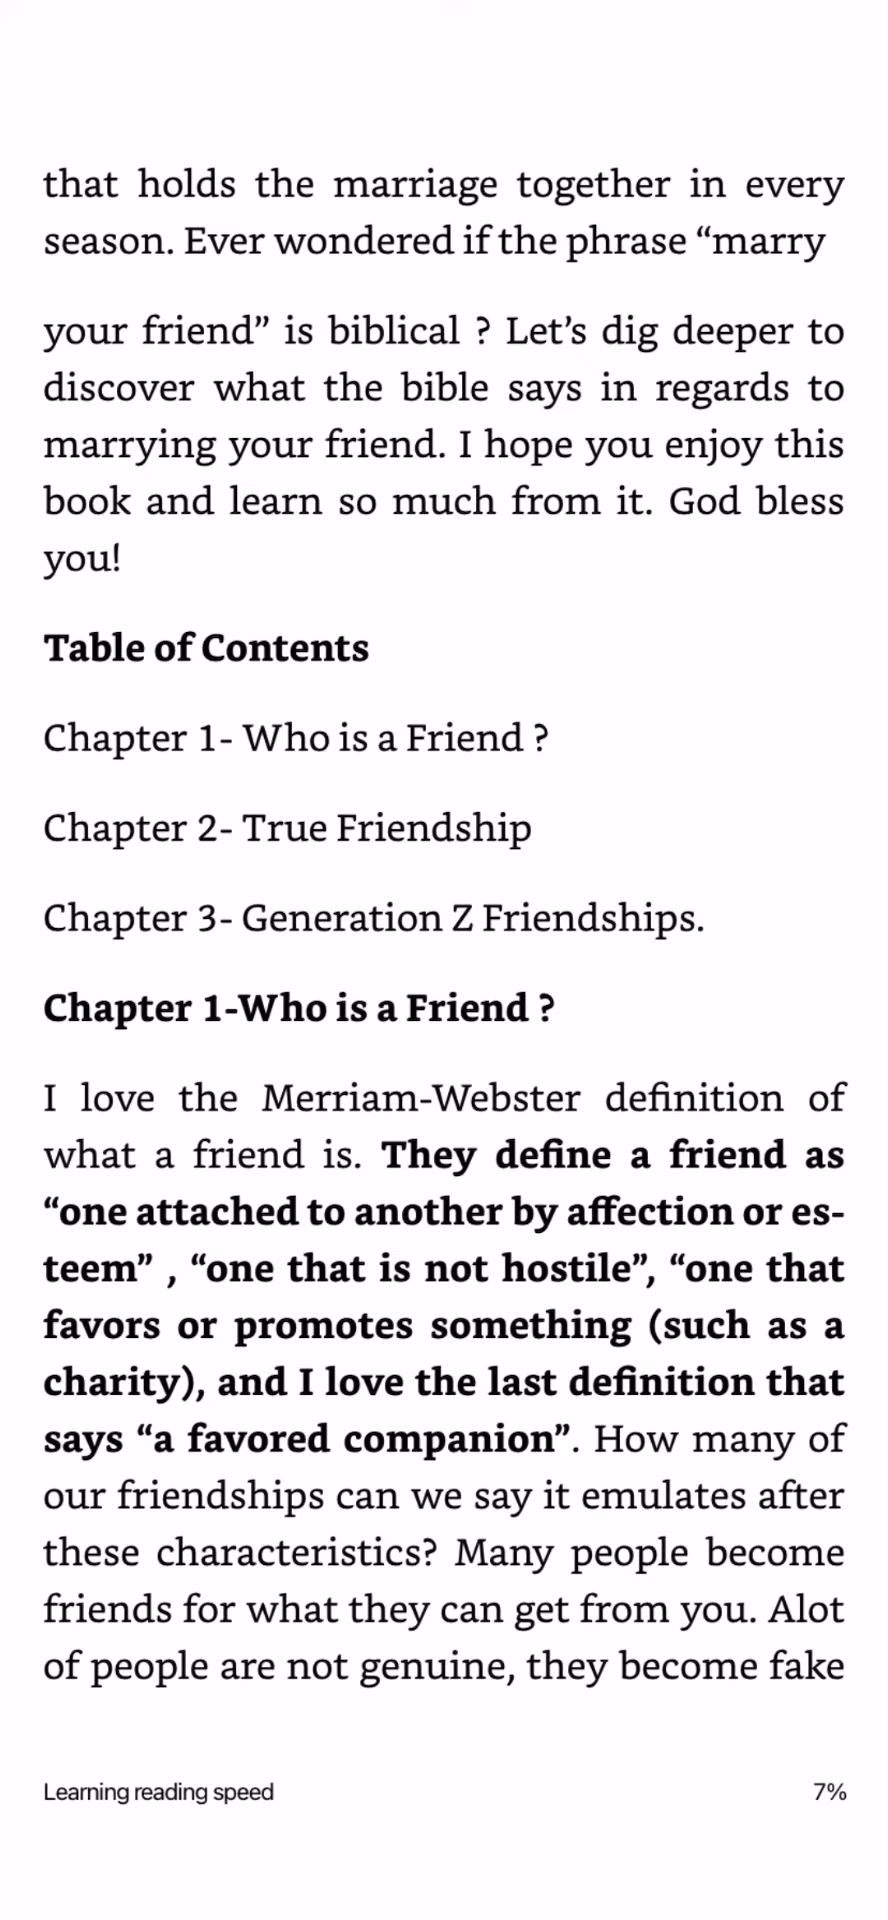 that holds the marriage together in every
season. Ever wondered if the phrase “marry
your friend” is biblical ? Let’s dig deeper to
discover what the bible says in regards to
marrying your friend. I hope you enjoy this
book and learn so much from it. God bless
you!
Table of Contents
Chapter 1- Who is a Friend ?
Chapter 2- True Friendship
Chapter 3- Generation Z Friendships.
Chapter 1-Who is a Friend ?
I love the Merriam-Webster definition of
what a friend is. They define a friend as
“one attached to another by affection or es-
teem” , “one that is not hostile”, “one that
favors or promotes something (such as a
charity), and I love the last definition that
says “a favored companion”. How many of
our friendships can we say it emulates after
these characteristics? Many people become
friends for what they can get from you. Alot
of people are not genuine, they become fake
Learning reading speed 7%